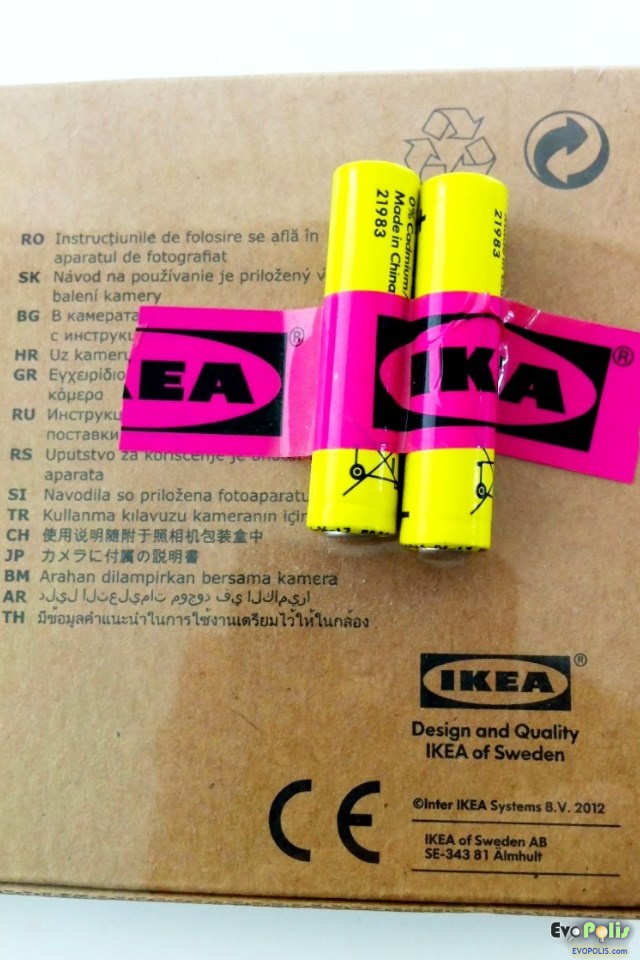 RO Instrucțiunile de folosire se află în
aparatul de fotografiat
SK Návod na používanie je priložený v
balení kamery
BG В камерата
с инструкц
HR Uz kameru
GR Εγχειρίδιο
κάμερα
RU Инструкц
поставки
RS Uputstvo za korišćenje je
aparata
SI Navodila so priložena fotoaparatu
TR Kullanma kılavuzu kameranın için
CH 使用说明随附于照相机包装盒中
JP カメラに付属の説明書
BM Arahan dilampirkan bersama kamera
AR دليل التعليمات موجود في الكاميرا
TH มีข้อมูลคำแนะนำในการใช้งานเตรียมไว้ให้ในกล้อง
0% Cadmium/
Made in China
21983
21983
EA ®
IKA ®
IKEA ®
Design and Quality
IKEA of Sweden
CE
©Inter IKEA Systems B.V. 2012
IKEA of Sweden AB
SE-343 81 Älmhult
EvoPolis
EVOPOLIS.com